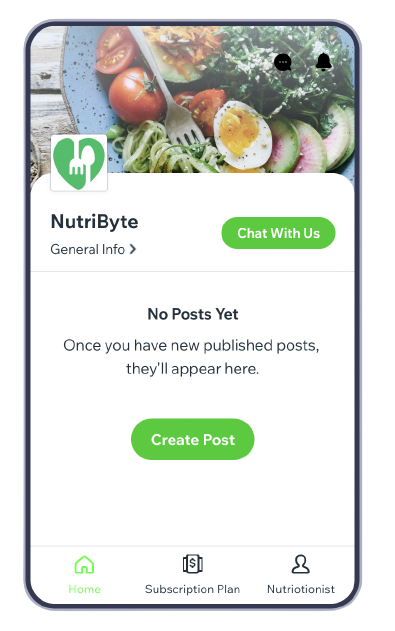 NutriByte
General Info
Chat With Us
No Posts Yet
Once you have new published posts,
they'll appear here.
Create Post
Home
Subscription Plan
Nutriotionist